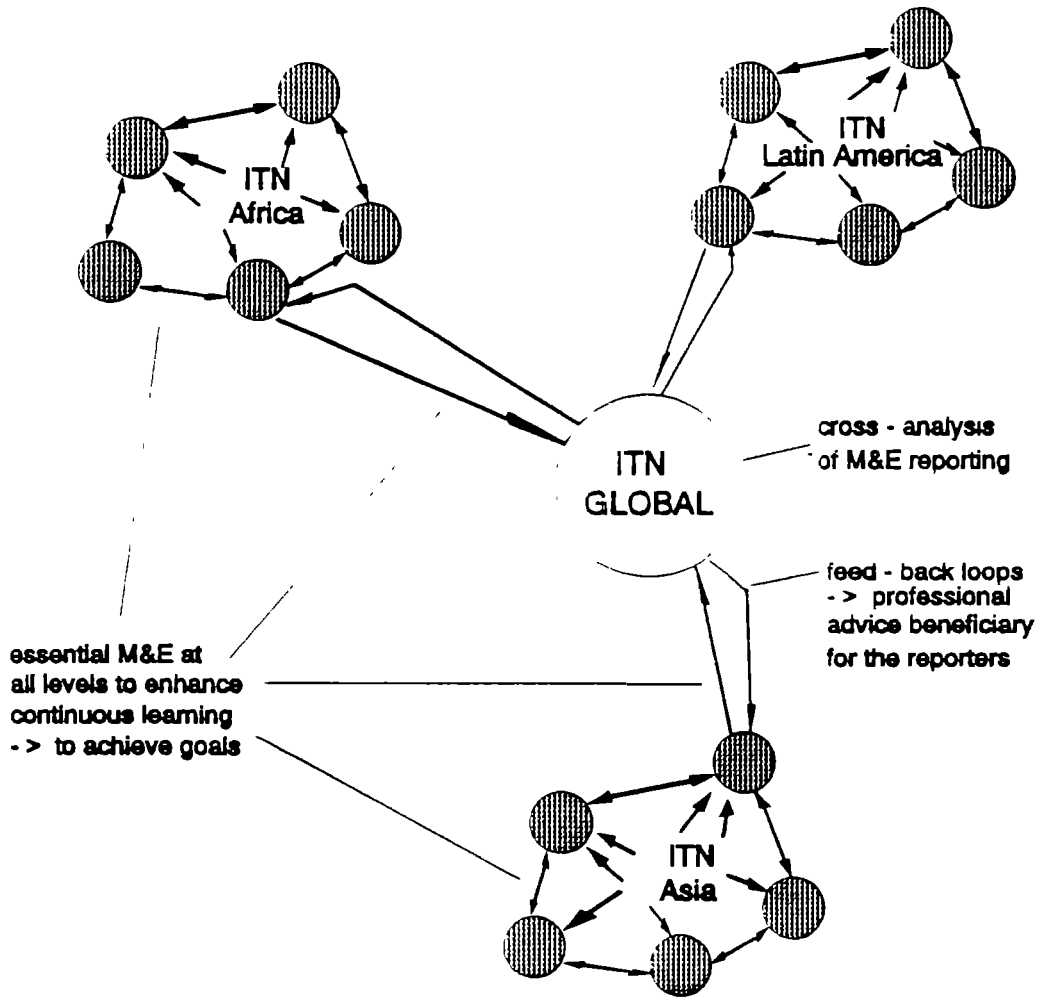 ITN
Africa
ITN
Latin America
ITN
GLOBAL
cross - analysis
of M&E reporting
feed - back loops
- > professional
advice beneficiary
for the reporters
essential M&E at
all levels to enhance
continuous learning
- > to achieve goals
ITN
Asia